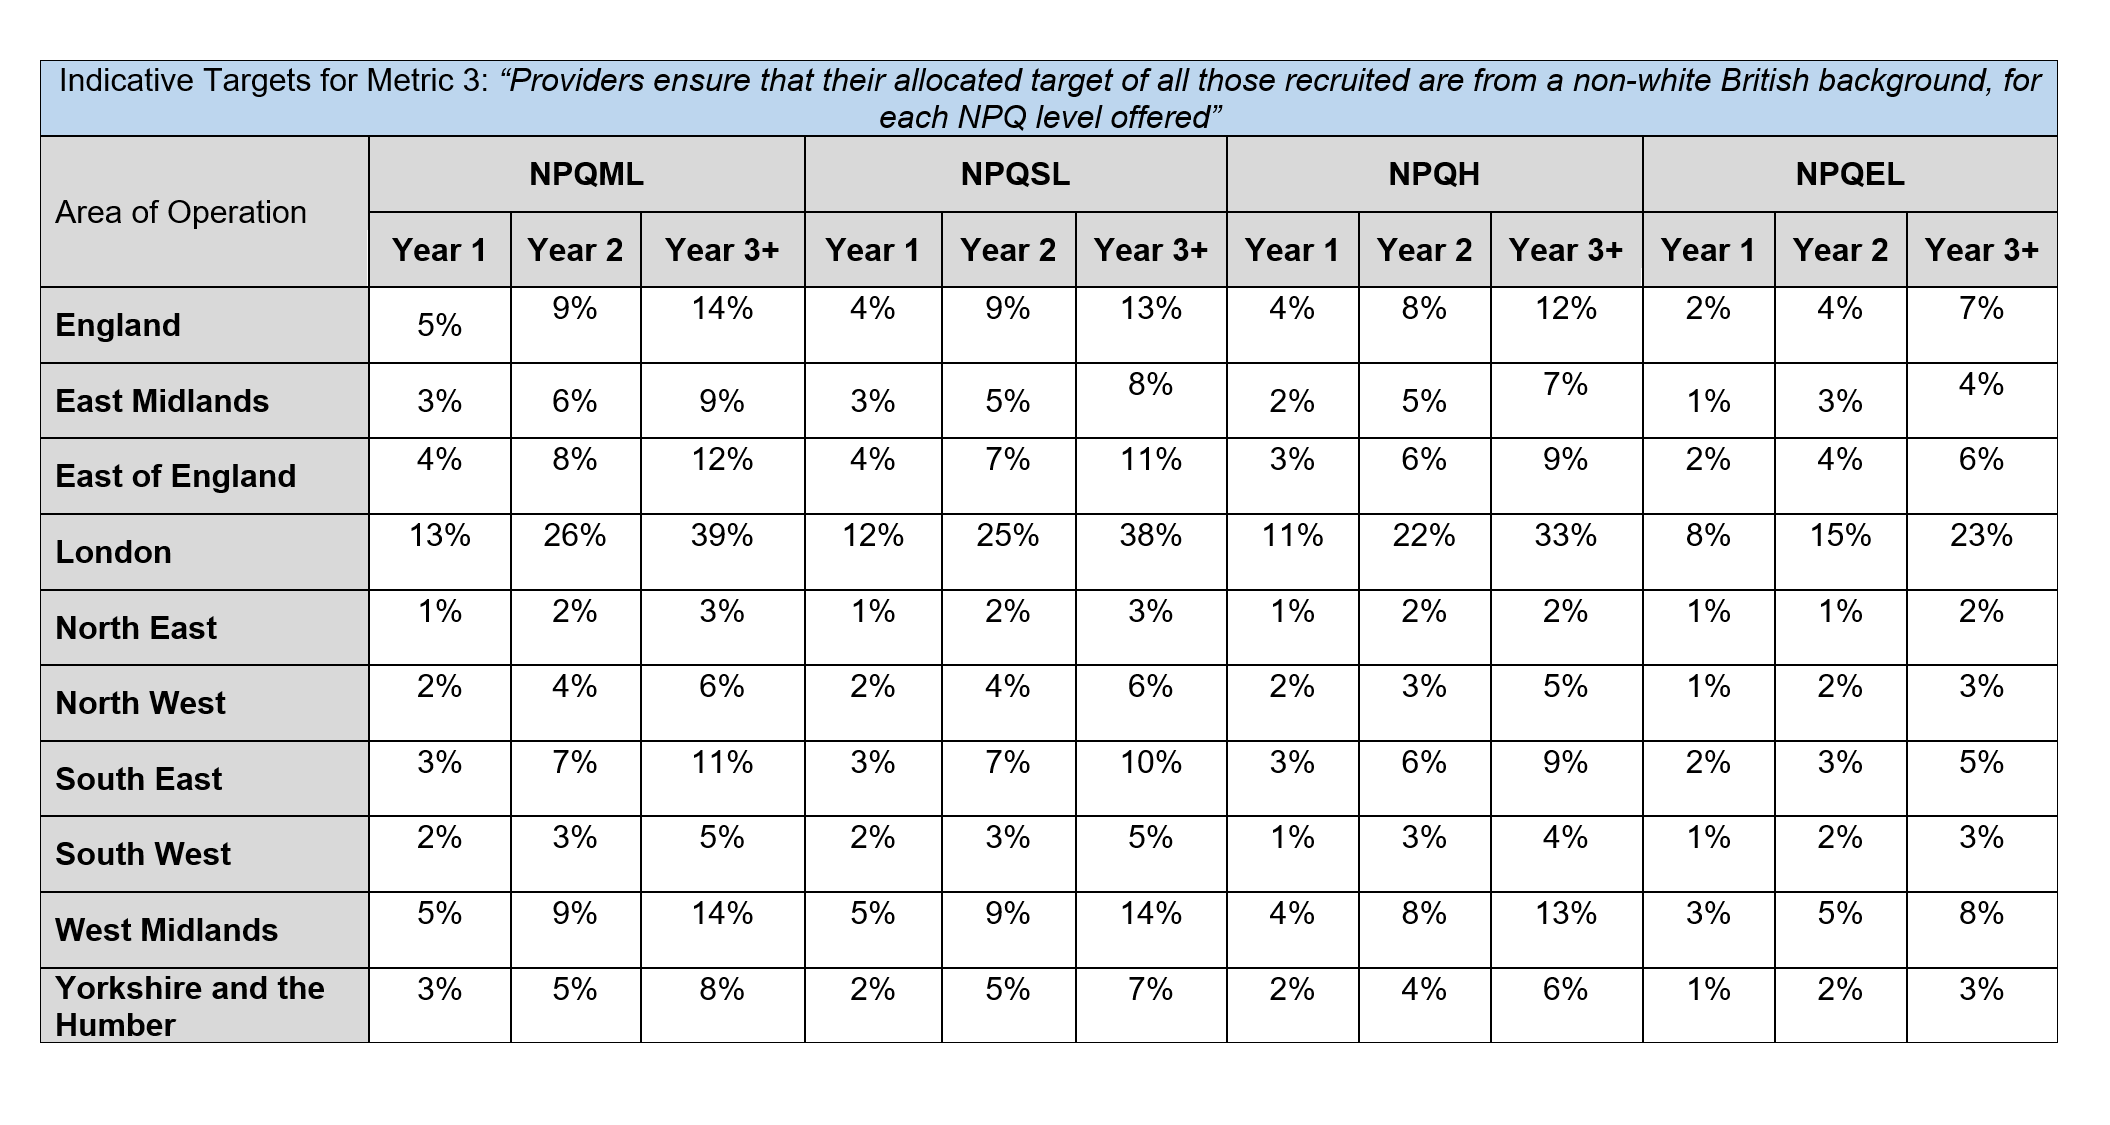 Indicative Targets for Metric 3: “Providers ensure that their allocated target of all those recruited are from a non-white British background, for
each NPQ level offered”
Area of Operation NPQML NPQSL NPQH NPQEL
Year 1 Year 2 Year 3+ Year 1 Year 2 Year 3+ Year 1 Year 2 Year 3+ Year 1 Year 2 Year 3+
England 5% 9% 14% 4% 9% 13% 4% 8% 12% 2% 4% 7%
East Midlands 3% 6% 9% 3% 5% 8% 2% 5% 7% 1% 3% 4%
East of England 4% 8% 12% 4% 7% 11% 3% 6% 9% 2% 4% 6%
London 13% 26% 39% 12% 25% 38% 11% 22% 33% 8% 15% 23%
North East 1% 2% 3% 1% 2% 3% 1% 2% 2% 1% 1% 2%
North West 2% 4% 6% 2% 4% 6% 2% 3% 5% 1% 2% 3%
South East 3% 7% 11% 3% 7% 10% 3% 6% 9% 2% 3% 5%
South West 2% 3% 5% 2% 3% 5% 1% 3% 4% 1% 2% 3%
West Midlands 5% 9% 14% 5% 9% 14% 4% 8% 13% 3% 5% 8%
Yorkshire and the 3% 5% 8% 2% 5% 7% 2% 4% 6% 1% 2% 3%
Humber